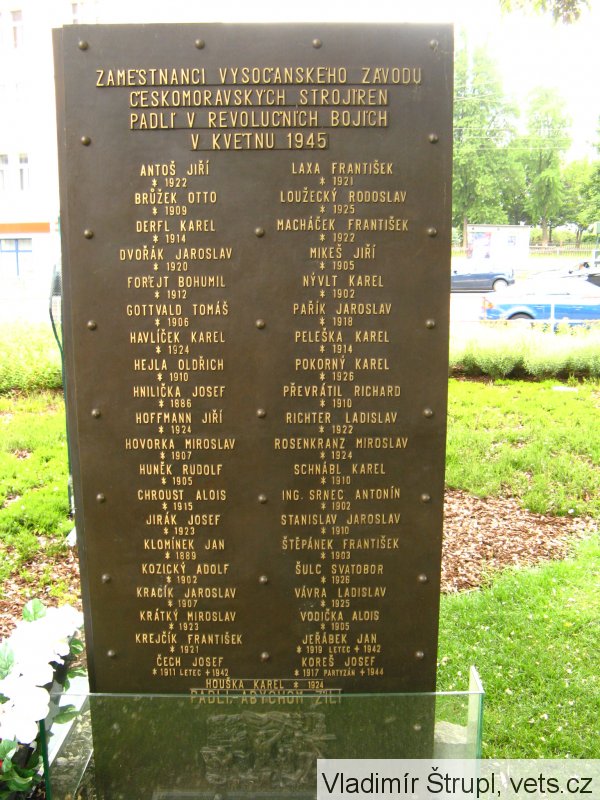 ZAMĚSTNANCI VYSOČANSKÉHO ZÁVODU
ČESKOMORAVSKÝCH STROJÍREN
PADLÍ V REVOLUČNÍCH BOJÍCH
V KVĚTNU 1945
ANTOŠ JIŘÍ
* 1922
BRŮŽEK OTTO
* 1909
DERFL KAREL
* 1914
DVOŘÁK JAROSLAV
* 1920
FOREJT BOHUMIL
* 1912
GOTTVALD TOMÁŠ
* 1906
HAVLÍČEK KAREL
* 1924
HEJLA OLDŘICH
* 1910
HNILIČKA JOSEF
* 1886
HOFFMANN JIŘÍ
* 1924
HOVORKA MIROSLAV
* 1907
HUNĚK RUDOLF
* 1905
CHROUST ALOIS
* 1915
JIRÁK JOSEF
* 1923
KLOMÍNEK JAN
* 1889
KOZICKÝ ADOLF
* 1902
KRAČÍK JAROSLAV
* 1907
KRÁTKÝ MIROSLAV
* 1923
KREJČÍK FRANTIŠEK
* 1921
ČECH JOSEF
* 1911 LETEC +1942
LAXA FRANTIŠEK
* 1921
LOUŽECKÝ RODOSLAV
* 1925
MACHÁČEK FRANTIŠEK
* 1922
MIKEŠ JIŘÍ
* 1905
NÝVLT KAREL
* 1902
PAŘÍK JAROSLAV
* 1918
PELEŠKA KAREL
* 1914
POKORNÝ KAREL
* 1926
PŘEVRÁTIL RICHARD
* 1910
RICHTER LADISLAV
* 1922
ROSENKRANZ MIROSLAV
* 1924
SCHNÁBL KAREL
* 1910
ING. SRNEC ANTONÍN
* 1902
STANISLAV JAROSLAV
* 1910
ŠTĚPÁNEK FRANTIŠEK
* 1903
ŠULC SVATOBOR
* 1926
VÁVRA LADISLAV
* 1925
VODIČKA ALOIS
* 1905
JEŘÁBEK JAN
* 1919 LETEC +1942
KOREŠ JOSEF
* 1917 PARTYZÁN +1944
HOUŠKA KAREL * 1924
PADLI, ABYCHOM ŽILI
Vladimír Štrupl, vets.cz